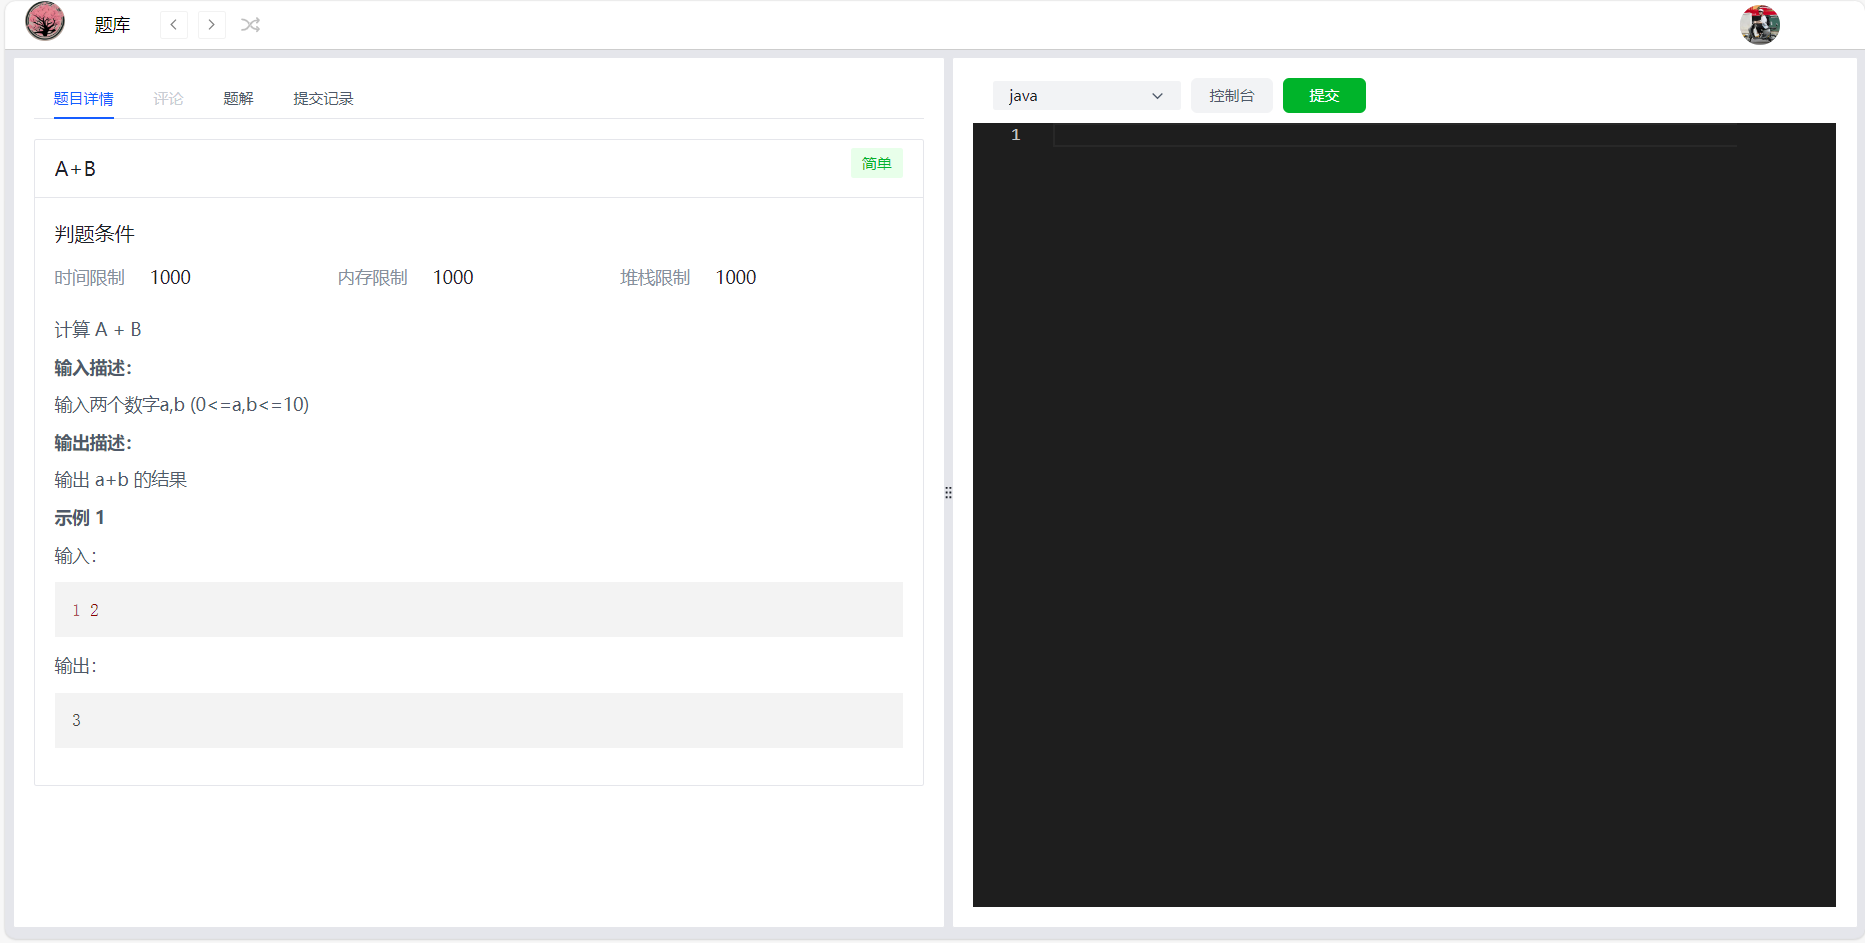 题库
题目详情 评论 题解 提交记录
A+B
简单
判题条件
时间限制 1000 内存限制 1000 堆栈限制 1000
计算 A + B
输入描述：
输入两个数字a,b (0<=a,b<=10)
输出描述：
输出 a+b 的结果
示例 1
输入：
1 2
输出：
3
java 控制台 提交
1